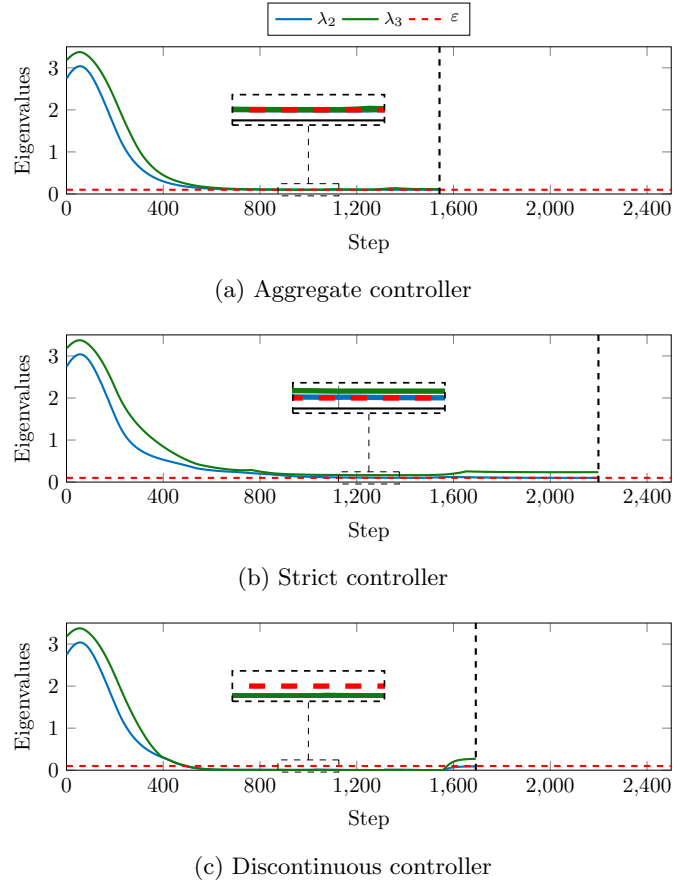 λ₂ λ₃ ε
3
2
1
0
Eigenvalues
0 400 800 1,200 1,600 2,000 2,400
Step
(a) Aggregate controller
3
2
1
0
Eigenvalues
0 400 800 1,200 1,600 2,000 2,400
Step
(b) Strict controller
3
2
1
0
Eigenvalues
0 400 800 1,200 1,600 2,000 2,400
Step
(c) Discontinuous controller